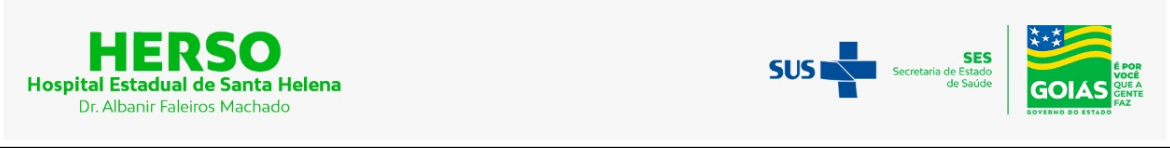 HERSO
Hospital Estadual de Santa Helena
Dr. Albanir Faleiros Machado
SUS
SES
Secretaria de Estado
de Saúde
GOIÁS
GOVERNO DO ESTADO
É POR
VOCÊ
QUE A
GENTE
FAZ